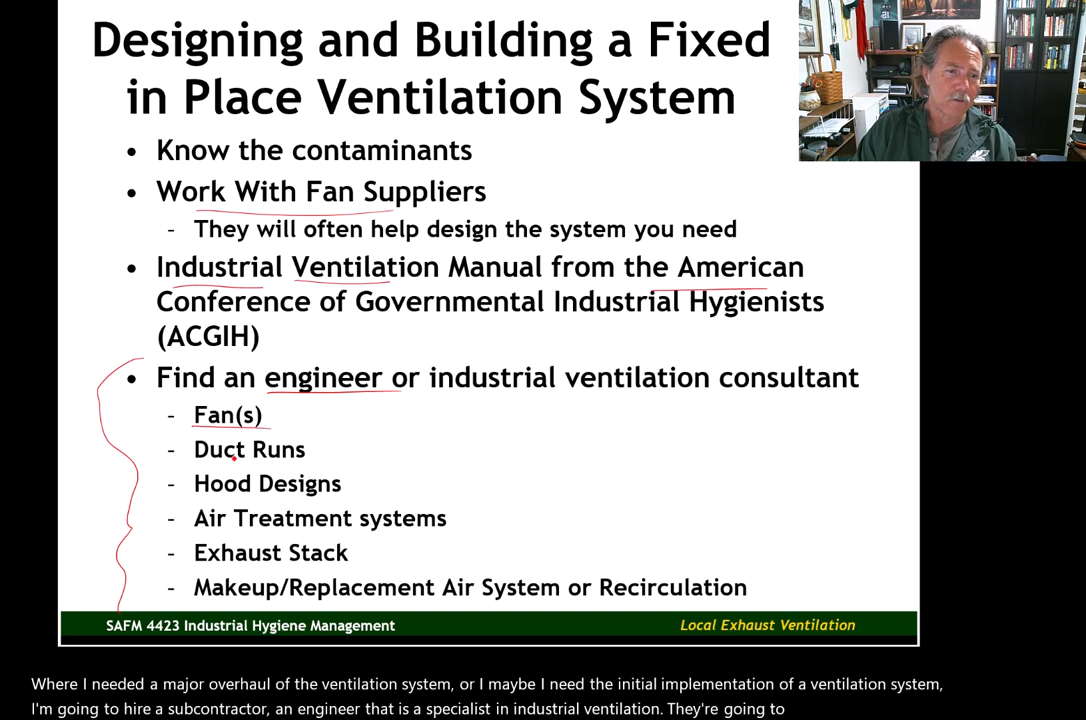 Designing and Building a Fixed
in Place Ventilation System
• Know the contaminants
• Work With Fan Suppliers
- They will often help design the system you need
• Industrial Ventilation Manual from the American
Conference of Governmental Industrial Hygienists
(ACGIH)
• Find an engineer or industrial ventilation consultant
- Fan(s)
- Duct Runs
- Hood Designs
- Air Treatment systems
- Exhaust Stack
- Makeup/Replacement Air System or Recirculation
SAFM 4423 Industrial Hygiene Management Local Exhaust Ventilation
Where I needed a major overhaul of the ventilation system, or I maybe I need the initial implementation of a ventilation system,
I'm going to hire a subcontractor, an engineer that is a specialist in industrial ventilation. They're going to